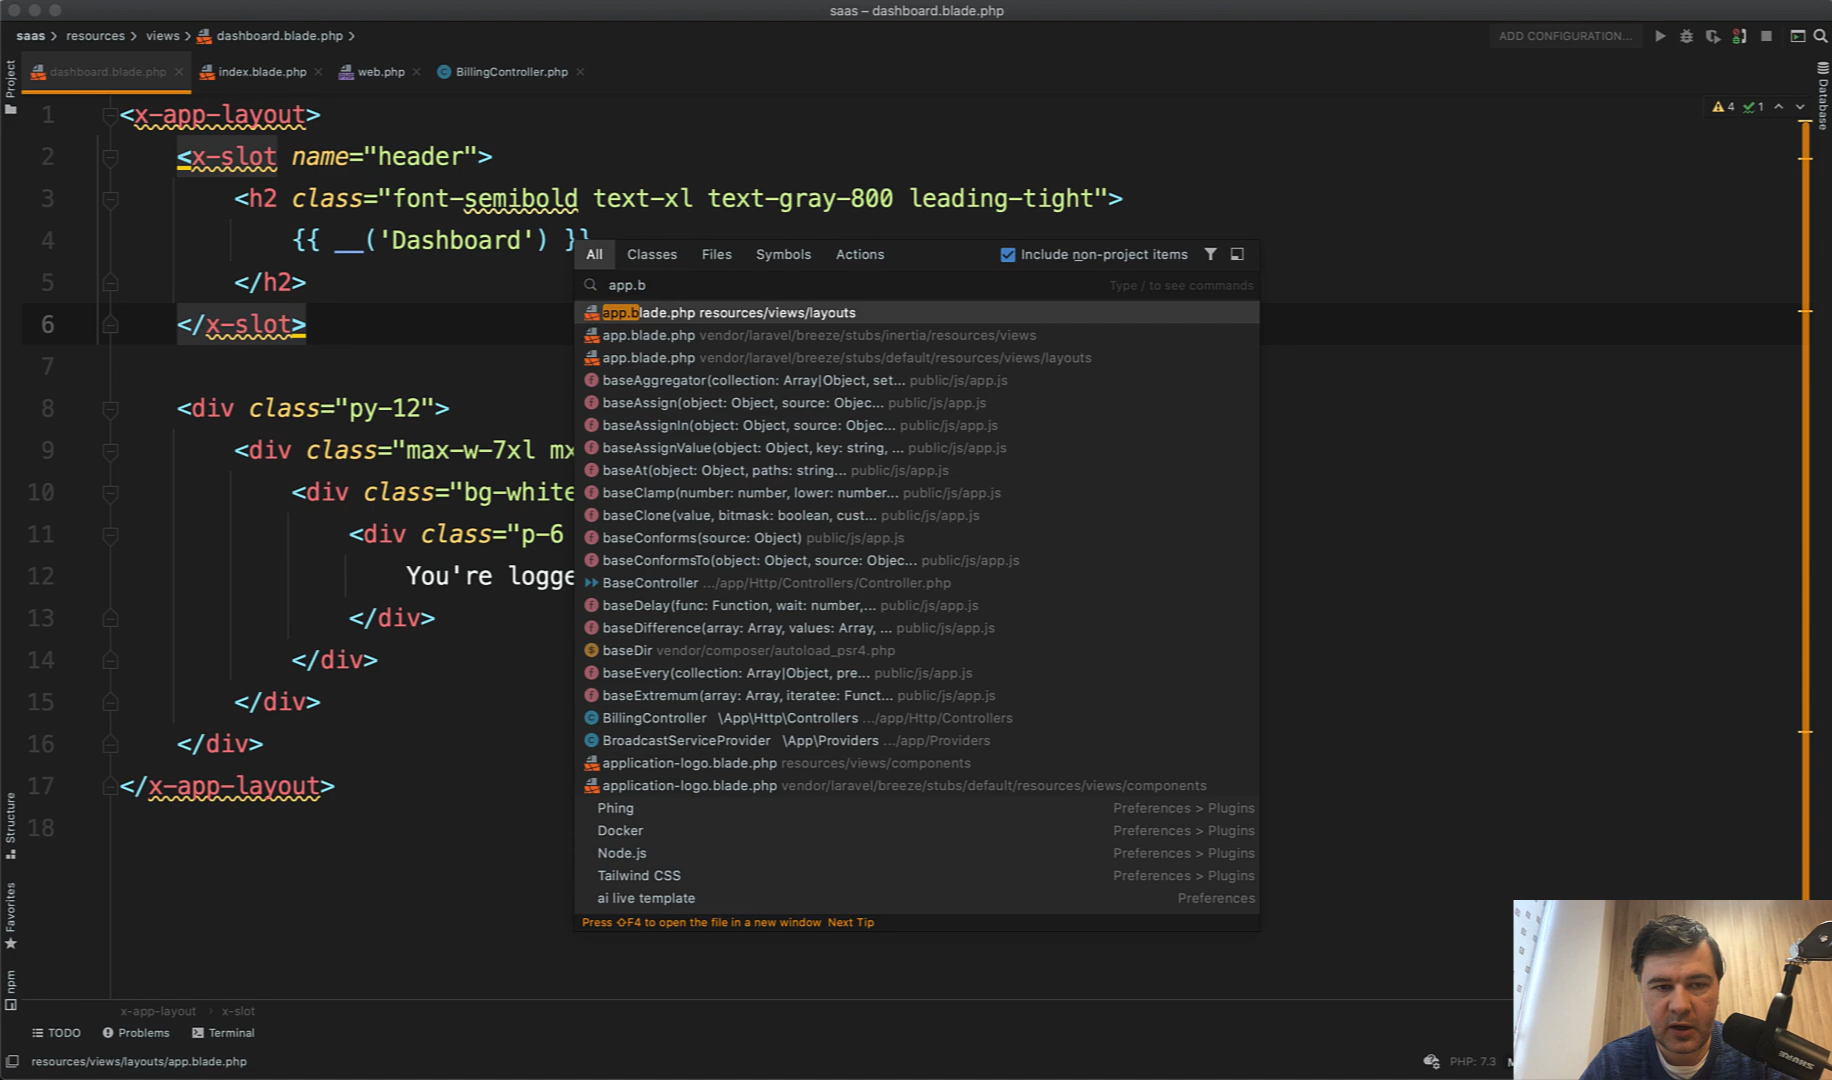 saas – dashboard.blade.php
saas resources views dashboard.blade.php
ADD CONFIGURATION...
Project
dashboard.blade.php index.blade.php web.php BillingController.php
Database
4 1
1 <x-app-layout>
2 <x-slot name="header">
3 <h2 class="font-semibold text-xl text-gray-800 leading-tight">
4 {{ __('Dashboard') }}
5 </h2>
6 </x-slot>
7
8 <div class="py-12">
9 <div class="max-w-7xl mx
10 <div class="bg-white
11 <div class="p-6
12 You're logge
13 </div>
14 </div>
15 </div>
16 </div>
17 </x-app-layout>
18
All Classes Files Symbols Actions Include non-project items
app.b Type / to see commands
app.blade.php resources/views/layouts
app.blade.php vendor/laravel/breeze/stubs/inertia/resources/views
app.blade.php vendor/laravel/breeze/stubs/default/resources/views/layouts
baseAggregator(collection: Array|Object, set... public/js/app.js
baseAssign(object: Object, source: Objec... public/js/app.js
baseAssignIn(object: Object, source: Objec... public/js/app.js
baseAssignValue(object: Object, key: string, ... public/js/app.js
baseAt(object: Object, paths: string... public/js/app.js
baseClamp(number: number, lower: number... public/js/app.js
baseClone(value, bitmask: boolean, cust... public/js/app.js
baseConforms(source: Object) public/js/app.js
baseConformsTo(object: Object, source: Objec... public/js/app.js
BaseController .../app/Http/Controllers/Controller.php
baseDelay(func: Function, wait: number,... public/js/app.js
baseDifference(array: Array, values: Array, ... public/js/app.js
baseDir vendor/composer/autoload_psr4.php
baseEvery(collection: Array|Object, pre... public/js/app.js
baseExtremum(array: Array, iteratee: Funct... public/js/app.js
BillingController \App\Http\Controllers .../app/Http/Controllers
BroadcastServiceProvider \App\Providers .../app/Providers
application-logo.blade.php resources/views/components
application-logo.blade.php vendor/laravel/breeze/stubs/default/resources/views/components
Phing Preferences > Plugins
Docker Preferences > Plugins
Node.js Preferences > Plugins
Tailwind CSS Preferences > Plugins
ai live template Preferences
Press ⇧F4 to open the file in a new window Next Tip
Structure
Favorites
npm
x-app-layout x-slot
TODO Problems Terminal
resources/views/layouts/app.blade.php
PHP: 7.3
SHURE